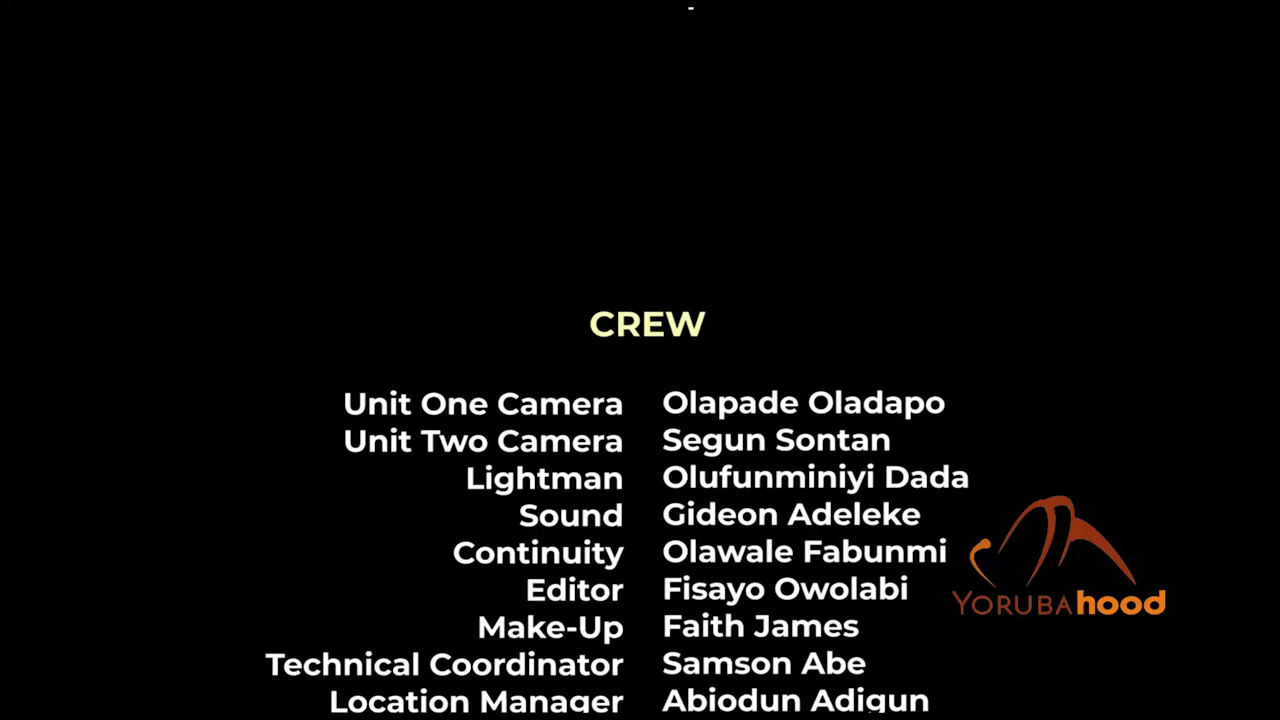 CREW
Unit One Camera Olapade Oladapo
Unit Two Camera Segun Sontan
Lightman Olufunminiyi Dada
Sound Gideon Adeleke
Continuity Olawale Fabunmi
Editor Fisayo Owolabi
Make-Up Faith James
Technical Coordinator Samson Abe
Location Manager Abiodun Adigun
YORUBAhood